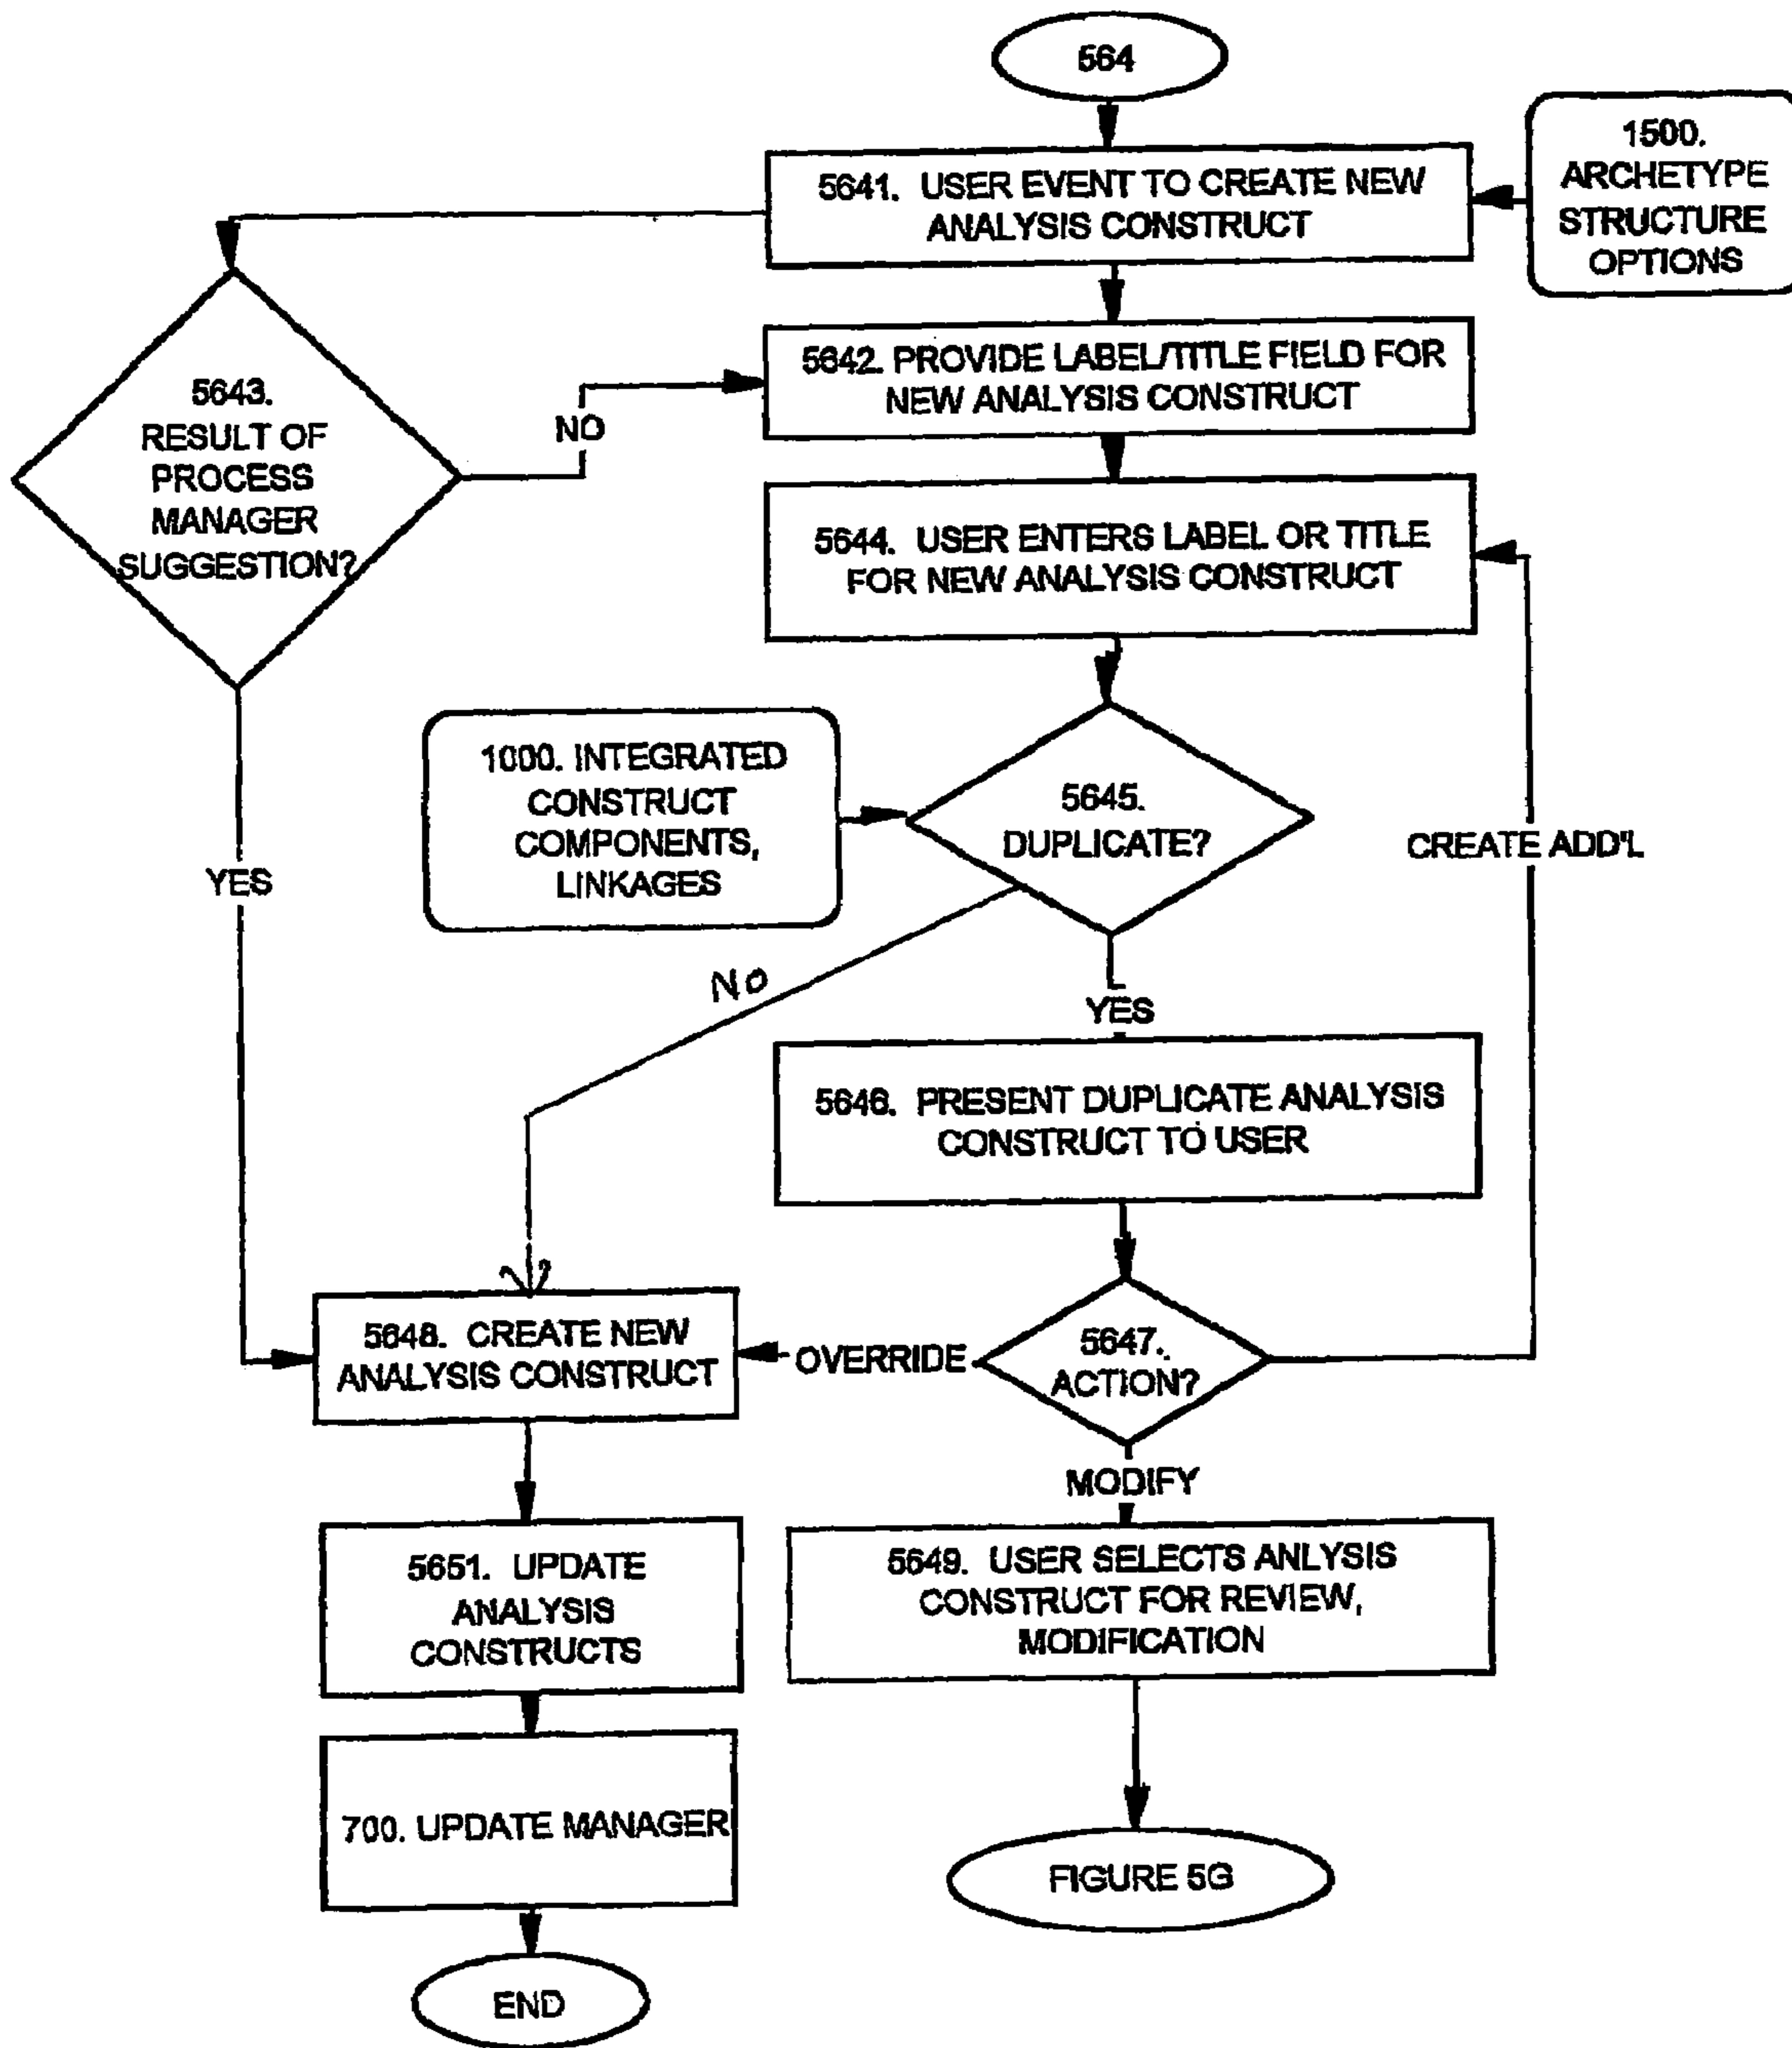 564
1500.
ARCHETYPE
STRUCTURE
OPTIONS
5641. USER EVENT TO CREATE NEW
ANALYSIS CONSTRUCT
5642. PROVIDE LABEL/TITLE FIELD FOR
NEW ANALYSIS CONSTRUCT
5643.
RESULT OF
PROCESS
MANAGER
SUGGESTION?
NO
5644. USER ENTERS LABEL OR TITLE
FOR NEW ANALYSIS CONSTRUCT
1000. INTEGRATED
CONSTRUCT
COMPONENTS,
LINKAGES
5645.
DUPLICATE?
CREATE ADD'L
YES
NO
YES
5646. PRESENT DUPLICATE ANALYSIS
CONSTRUCT TO USER
5648. CREATE NEW
ANALYSIS CONSTRUCT
OVERRIDE
5647.
ACTION?
MODIFY
5651. UPDATE
ANALYSIS
CONSTRUCTS
5649. USER SELECTS ANLYSIS
CONSTRUCT FOR REVIEW,
MODIFICATION
700. UPDATE MANAGER
FIGURE 5G
END